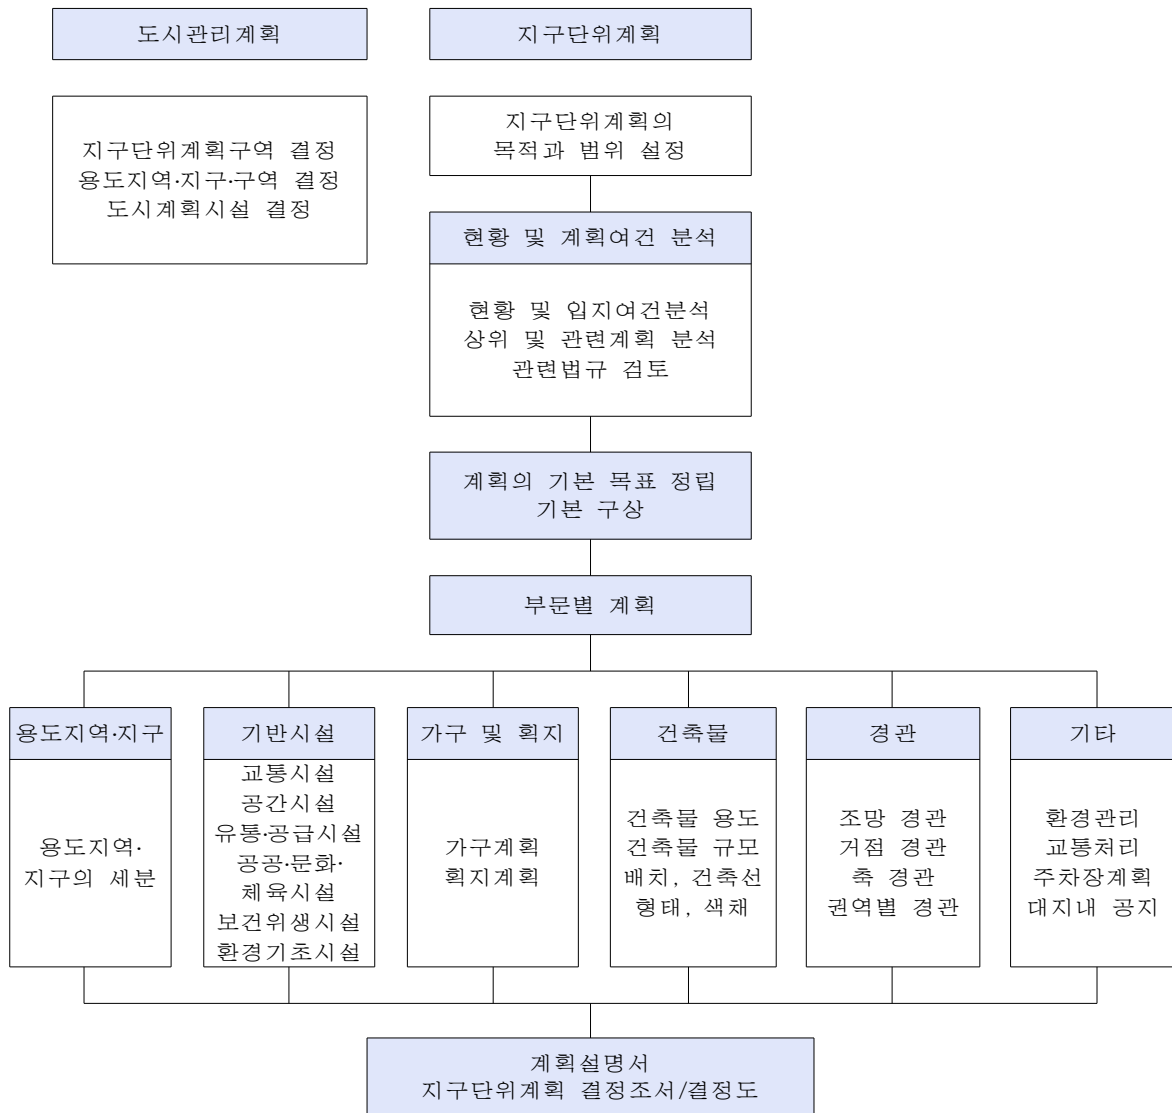 도시관리계획
지구단위계획
지구단위계획구역 결정
용도지역·지구·구역 결정
도시계획시설 결정
지구단위계획의
목적과 범위 설정
현황 및 계획여건 분석
현황 및 입지여건분석
상위 및 관련계획 분석
관련법규 검토
계획의 기본 목표 정립
기본 구상
부문별 계획
용도지역·지구
용도지역·
지구의 세분
기반시설
교통시설
공간시설
유통·공급시설
공공·문화·
체육시설
보건위생시설
환경기초시설
가구 및 획지
가구계획
획지계획
건축물
건축물 용도
건축물 규모
배치, 건축선
형태, 색채
경관
조망 경관
거점 경관
축 경관
권역별 경관
기타
환경관리
교통처리
주차장계획
대지내 공지
계획설명서
지구단위계획 결정조서/결정도